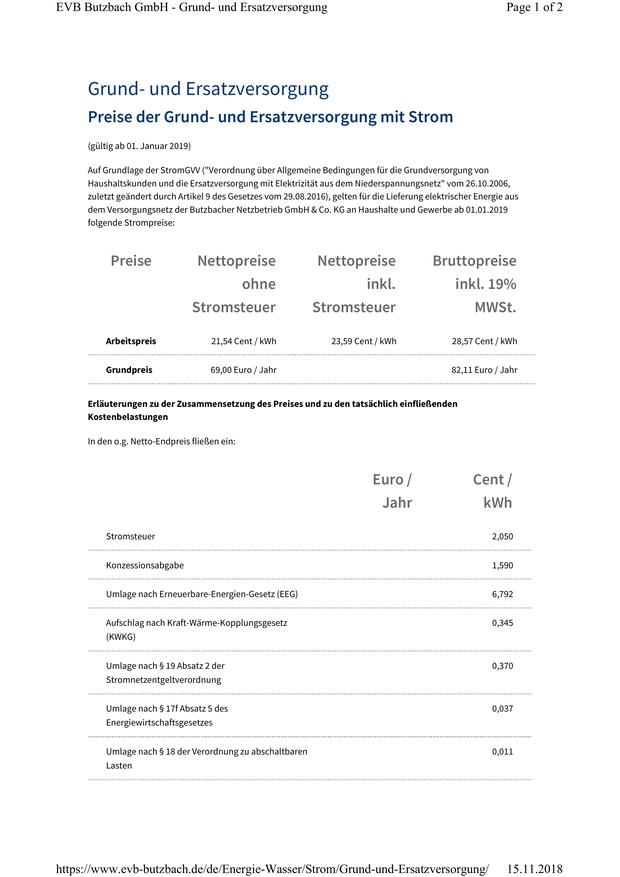 EVB Butzbach GmbH - Grund- und Ersatzversorgung Page 1 of 2
Grund- und Ersatzversorgung
Preise der Grund- und Ersatzversorgung mit Strom
(gültig ab 01. Januar 2019)
Auf Grundlage der StromGVV ("Verordnung über Allgemeine Bedingungen für die Grundversorgung von
Haushaltskunden und die Ersatzversorgung mit Elektrizität aus dem Niederspannungsnetz" vom 26.10.2006,
zuletzt geändert durch Artikel 9 des Gesetzes vom 29.08.2016), gelten für die Lieferung elektrischer Energie aus
dem Versorgungsnetz der Butzbacher Netzbetrieb GmbH & Co. KG an Haushalte und Gewerbe ab 01.01.2019
folgende Strompreise:
Preise Nettopreise Nettopreise Bruttopreise
ohne inkl. inkl. 19%
Stromsteuer Stromsteuer MWSt.
Arbeitspreis 21,54 Cent / kWh 23,59 Cent / kWh 28,57 Cent / kWh
Grundpreis 69,00 Euro / Jahr 82,11 Euro / Jahr
Erläuterungen zu der Zusammensetzung des Preises und zu den tatsächlich einfließenden
Kostenbelastungen
In den o.g. Netto-Endpreis fließen ein:
Euro / Cent /
Jahr kWh
Stromsteuer 2,050
Konzessionsabgabe 1,590
Umlage nach Erneuerbare-Energien-Gesetz (EEG) 6,792
Aufschlag nach Kraft-Wärme-Kopplungsgesetz 0,345
(KWKG)
Umlage nach § 19 Absatz 2 der 0,370
Stromnetzentgeltverordnung
Umlage nach § 17f Absatz 5 des 0,037
Energiewirtschaftsgesetzes
Umlage nach § 18 der Verordnung zu abschaltbaren 0,011
Lasten
https://www.evb-butzbach.de/de/Energie-Wasser/Strom/Grund-und-Ersatzversorgung/ 15.11.2018